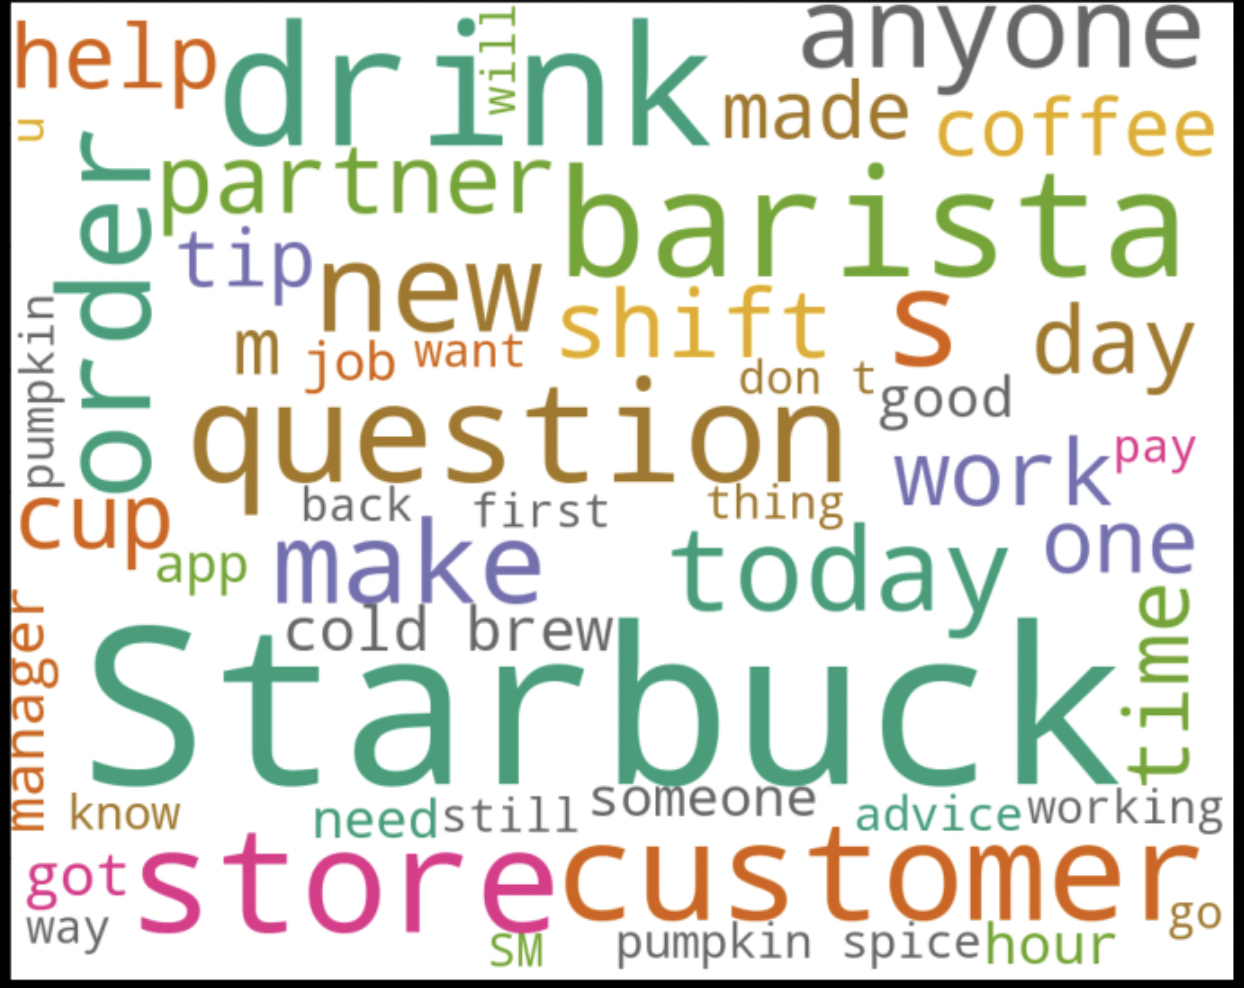 help
drink
will
anyone
u
made
coffee
order
partner
barista
tip
new
shift
s
day
pumpkin
m
job
want
don t
good
question
work
pay
cup
back
first
thing
app
make
today
one
manager
cold brew
time
Starbuck
know
need
still
someone
advice
working
got
store
customer
go
way
SM
pumpkin spice
hour